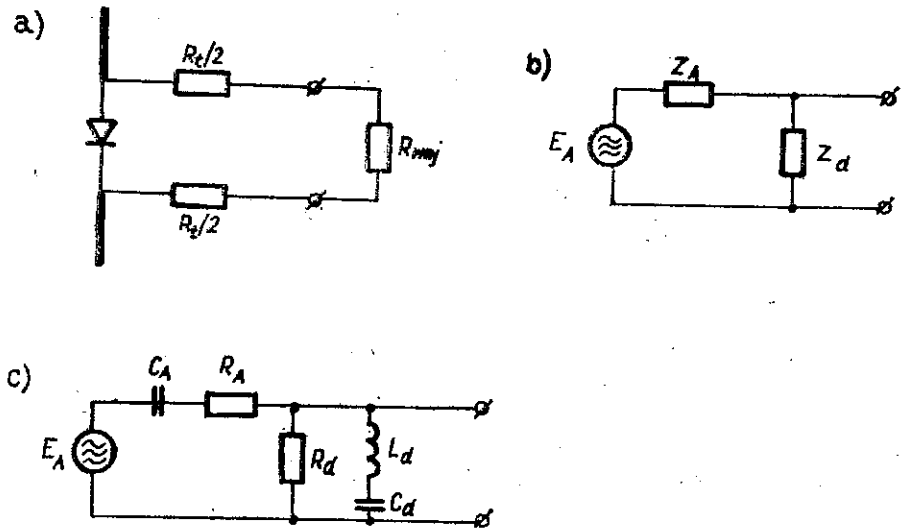 a)
R_t/2
R_t/2
b)
Z_A
E_A
Z_d
c)
C_A
R_A
E_A
R_d
L_d
C_d